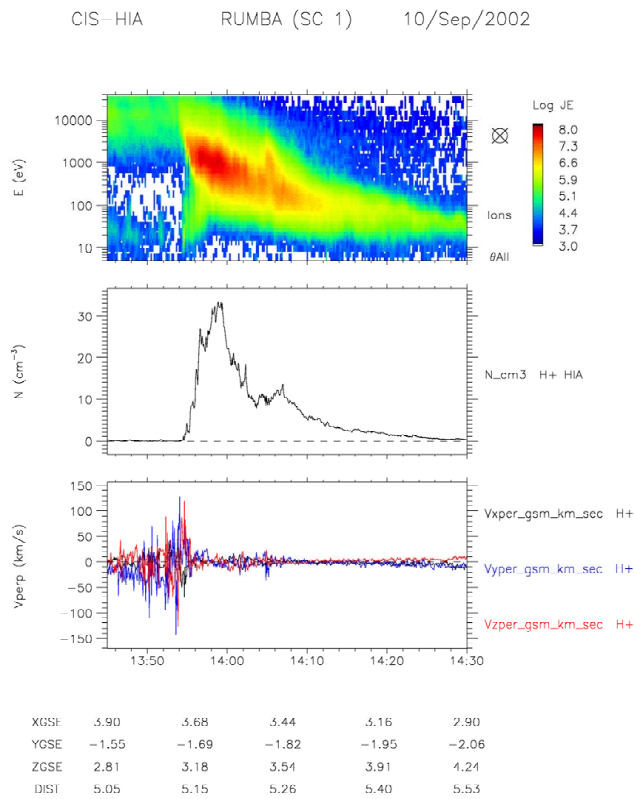 CIS-HIA RUMBA (SC 1) 10/Sep/2002
Log JE
8.0
7.3
6.6
5.9
5.1
4.4
3.7
3.0
Ions
θAll
E (eV)
10000
1000
100
10
N (cm⁻³)
30
20
10
0
N_cm3 H+ HIA
Vperp (km/s)
150
100
50
0
−50
−100
−150
Vxper_gsm_km_sec H+
Vyper_gsm_km_sec H+
Vzper_gsm_km_sec H+
13:50 14:00 14:10 14:20 14:30
XGSE 3.90 3.68 3.44 3.16 2.90
YGSE −1.55 −1.69 −1.82 −1.95 −2.06
ZGSE 2.81 3.18 3.54 3.91 4.24
DIST 5.05 5.15 5.26 5.40 5.53